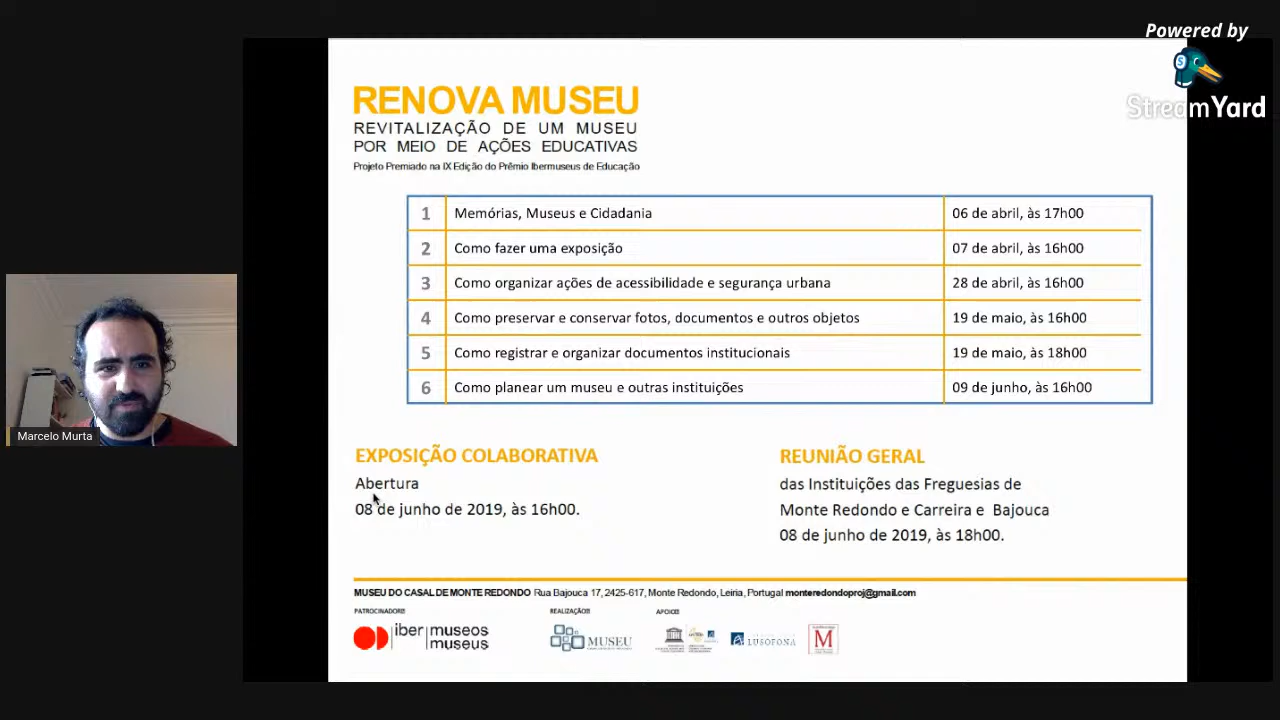 Powered by
StreamYard
RENOVA MUSEU
REVITALIZAÇÃO DE UM MUSEU
POR MEIO DE AÇÕES EDUCATIVAS
Projeto Premiado na IX Edição do Prêmio Ibermuseus de Educação
1 Memórias, Museus e Cidadania 06 de abril, às 17h00
2 Como fazer uma exposição 07 de abril, às 16h00
3 Como organizar ações de acessibilidade e segurança urbana 28 de abril, às 16h00
4 Como preservar e conservar fotos, documentos e outros objetos 19 de maio, às 16h00
5 Como registrar e organizar documentos institucionais 19 de maio, às 18h00
6 Como planear um museu e outras instituições 09 de junho, às 16h00
Marcelo Murta
EXPOSIÇÃO COLABORATIVA
Abertura
08 de junho de 2019, às 16h00.
REUNIÃO GERAL
das Instituições das Freguesias de
Monte Redondo e Carreira e Bajouca
08 de junho de 2019, às 18h00.
MUSEU DO CASAL DE MONTE REDONDO Rua Bajouca 17, 2425-617, Monte Redondo, Leiria, Portugal monteredondoproj@gmail.com
REALIZAÇÃO:
APOIOS:
iber museos
museus
MUSEU
LUSÓFONA
M